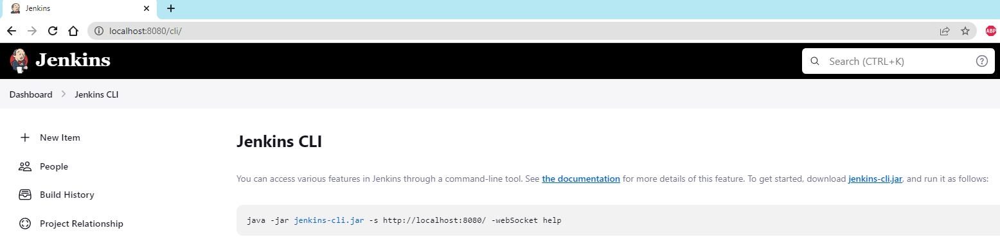 Jenkins
localhost:8080/cli/
ABP
Jenkins
Search (CTRL+K)
?
Dashboard > Jenkins CLI
New Item
People
Build History
Project Relationship
Jenkins CLI
You can access various features in Jenkins through a command-line tool. See the documentation for more details of this feature. To get started, download jenkins-cli.jar, and run it as follows:
java -jar jenkins-cli.jar -s http://localhost:8080/ -webSocket help